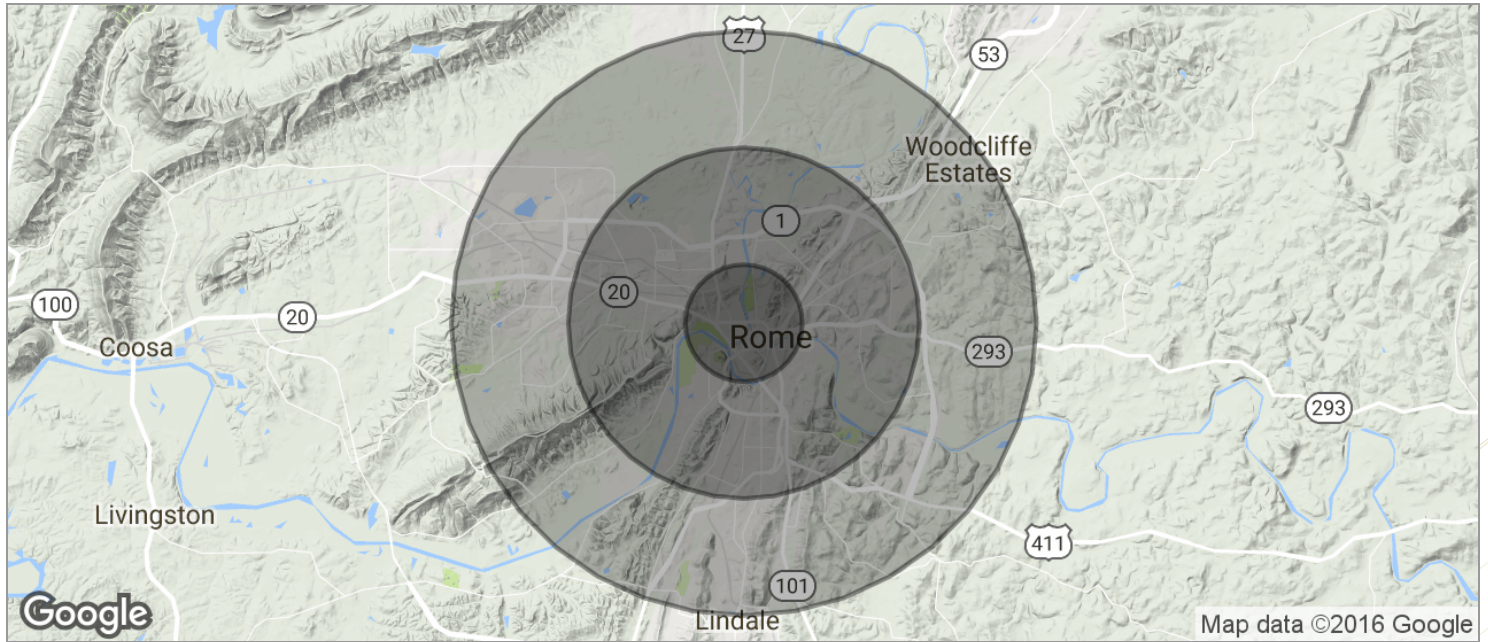 27
53
Woodcliffe
Estates
1
20
100
20
Rome
Coosa
293
293
Livingston
411
101
Lindale
Google
Map data ©2016 Google